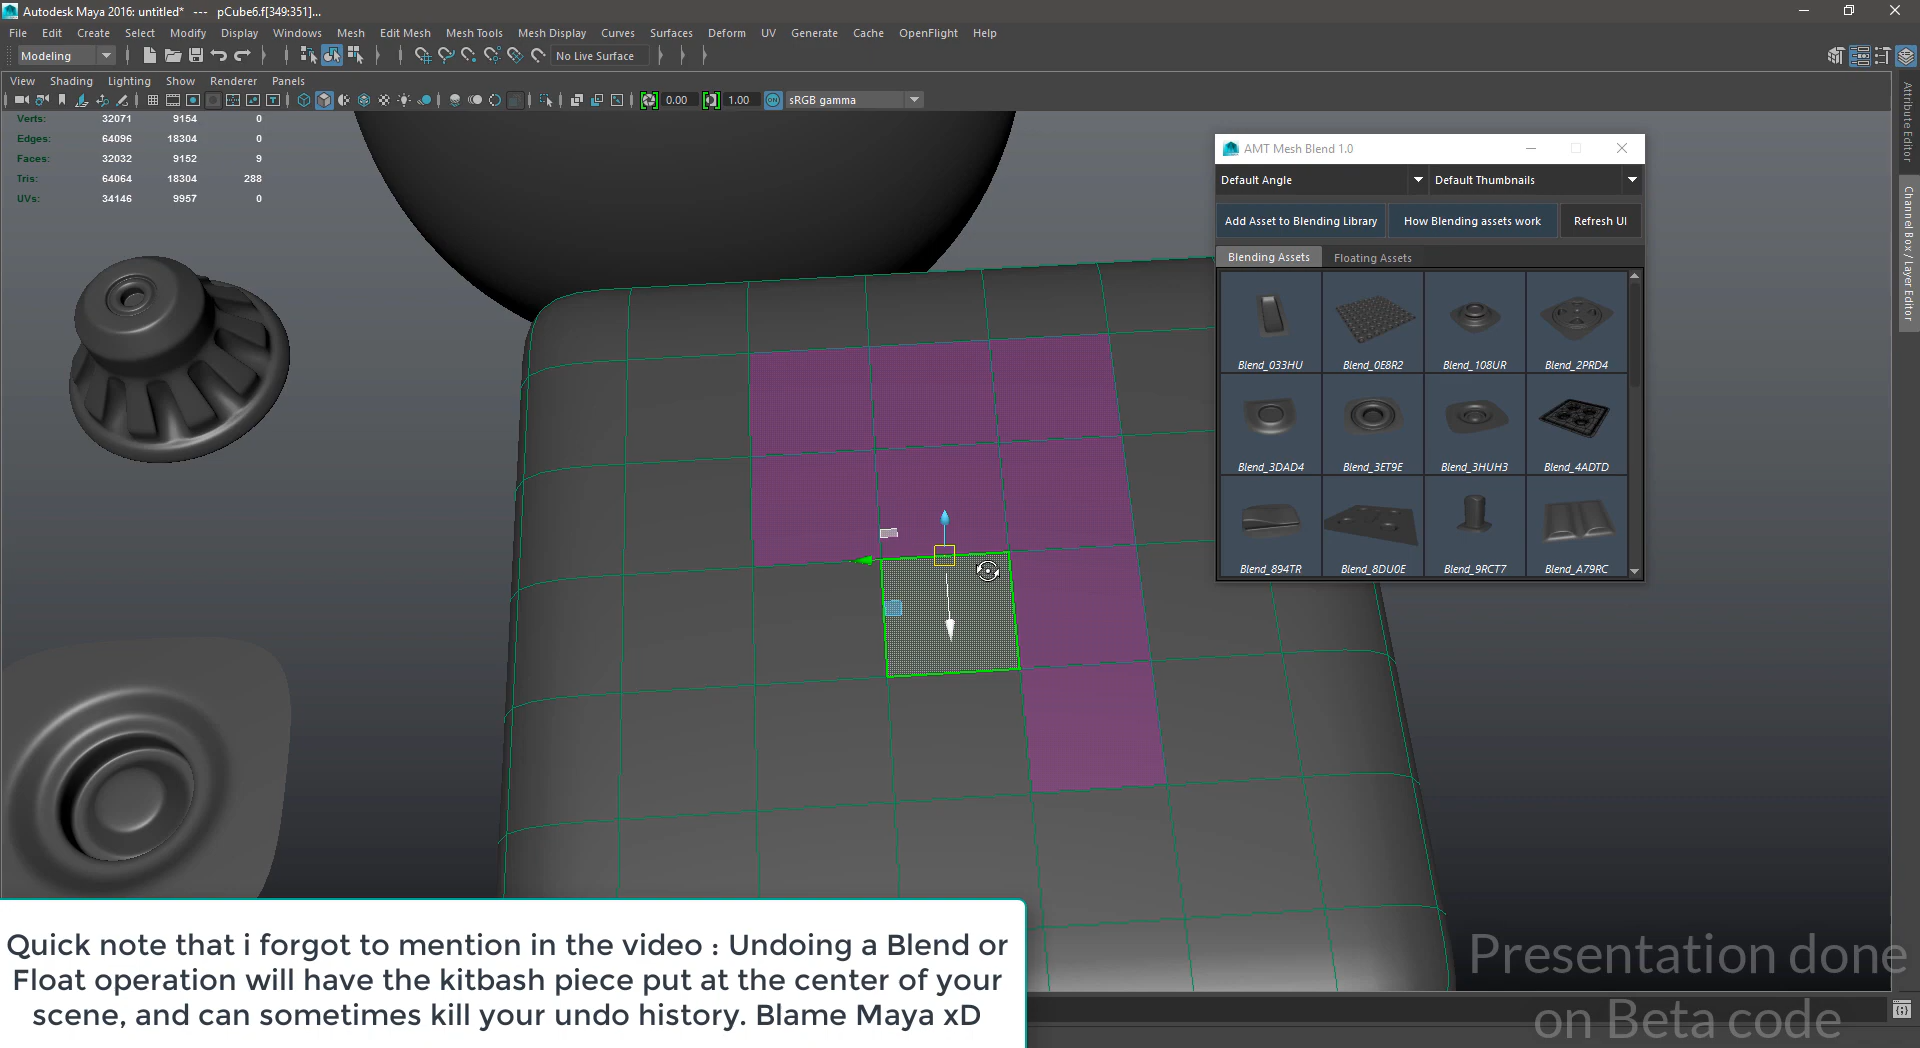 Autodesk Maya 2016: untitled* --- pCube6.f[349:351]...
File Edit Create Select Modify Display Windows Mesh Edit Mesh Mesh Tools Mesh Display Curves Surfaces Deform UV Generate Cache OpenFlight Help
Modeling No Live Surface
View Shading Lighting Show Renderer Panels
0.00 1.00 ON sRGB gamma
Verts: 32071 9154 0
Edges: 64096 18304 0
Faces: 32032 9152 9
Tris: 64064 18304 288
UVs: 34146 9957 0
AMT Mesh Blend 1.0
Default Angle Default Thumbnails
Add Asset to Blending Library How Blending assets work Refresh UI
Blending Assets Floating Assets
Blend_033HU Blend_0E8R2 Blend_108UR Blend_2PRD4
Blend_3DAD4 Blend_3ET9E Blend_3HUH3 Blend_4ADTD
Blend_894TR Blend_8DU0E Blend_9RCT7 Blend_A79RC
Attribute Editor
Channel Box / Layer Editor
Quick note that i forgot to mention in the video : Undoing a Blend or
Float operation will have the kitbash piece put at the center of your
scene, and can sometimes kill your undo history. Blame Maya xD
Presentation done
on Beta code